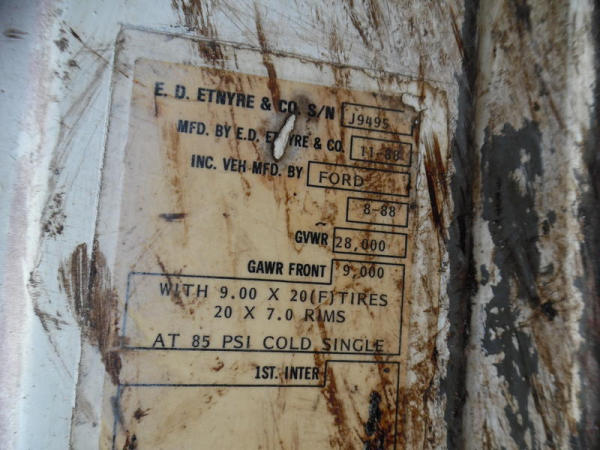 E. D. ETNYRE & CO. S/N J9495
MFD. BY E.D. ETNYRE & CO. 11-88
INC. VEH MFD. BY FORD
8-88
GVWR 28,000
GAWR FRONT 9,000
WITH 9.00 X 20(F)TIRES
20 X 7.0 RIMS
AT 85 PSI COLD SINGLE
1ST. INTER